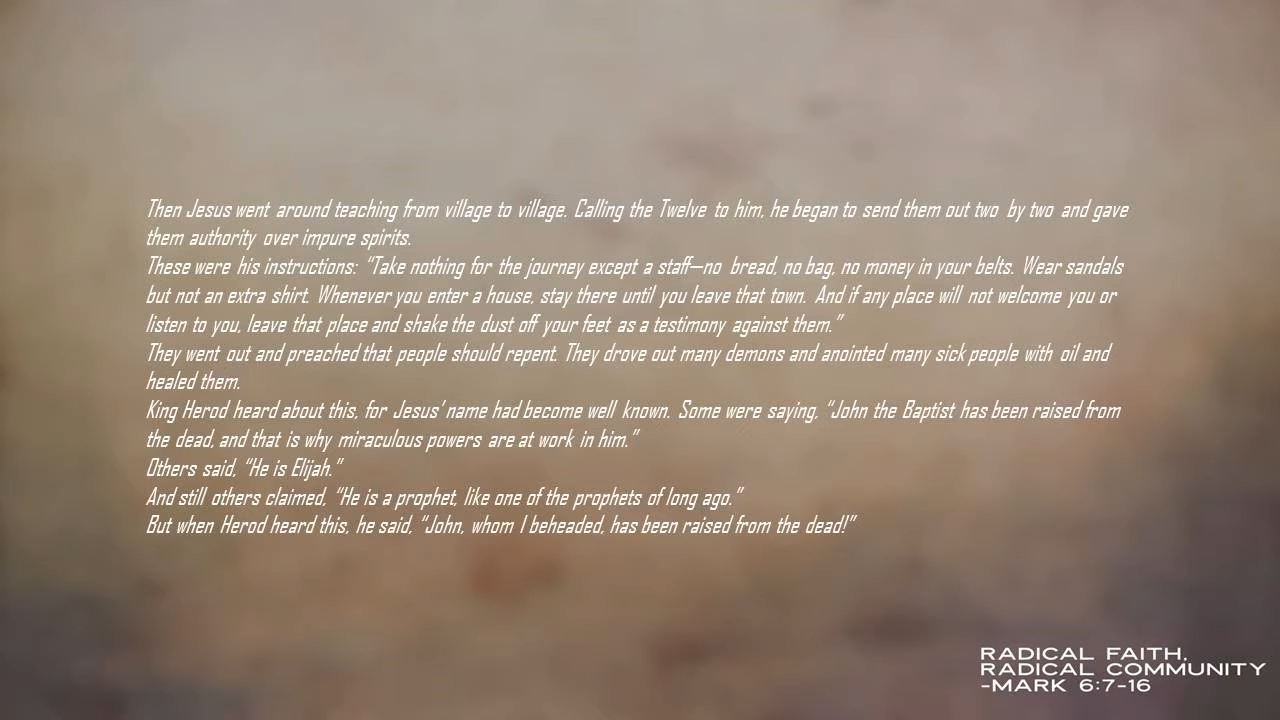 Then Jesus went around teaching from village to village. Calling the Twelve to him, he began to send them out two by two and gave
them authority over impure spirits.
These were his instructions: “Take nothing for the journey except a staff—no bread, no bag, no money in your belts. Wear sandals
but not an extra shirt. Whenever you enter a house, stay there until you leave that town. And if any place will not welcome you or
listen to you, leave that place and shake the dust off your feet as a testimony against them.”
They went out and preached that people should repent. They drove out many demons and anointed many sick people with oil and
healed them.
King Herod heard about this, for Jesus’ name had become well known. Some were saying, “John the Baptist has been raised from
the dead, and that is why miraculous powers are at work in him.”
Others said, “He is Elijah.”
And still others claimed, “He is a prophet, like one of the prophets of long ago.”
But when Herod heard this, he said, “John, whom I beheaded, has been raised from the dead!”
RADICAL FAITH,
RADICAL COMMUNITY
-MARK 6:7-16